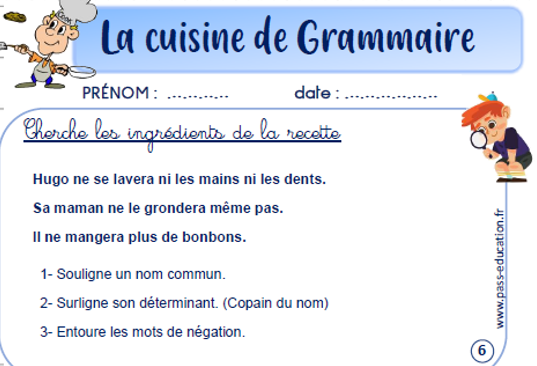 La cuisine de Grammaire
PRÉNOM : .................. date : ........................
Cherche les ingrédients de la recette
Hugo ne se lavera ni les mains ni les dents.
Sa maman ne le grondera même pas.
Il ne mangera plus de bonbons.
1- Souligne un nom commun.
2- Surligne son déterminant. (Copain du nom)
3- Entoure les mots de négation.
www.pass-education.fr
6